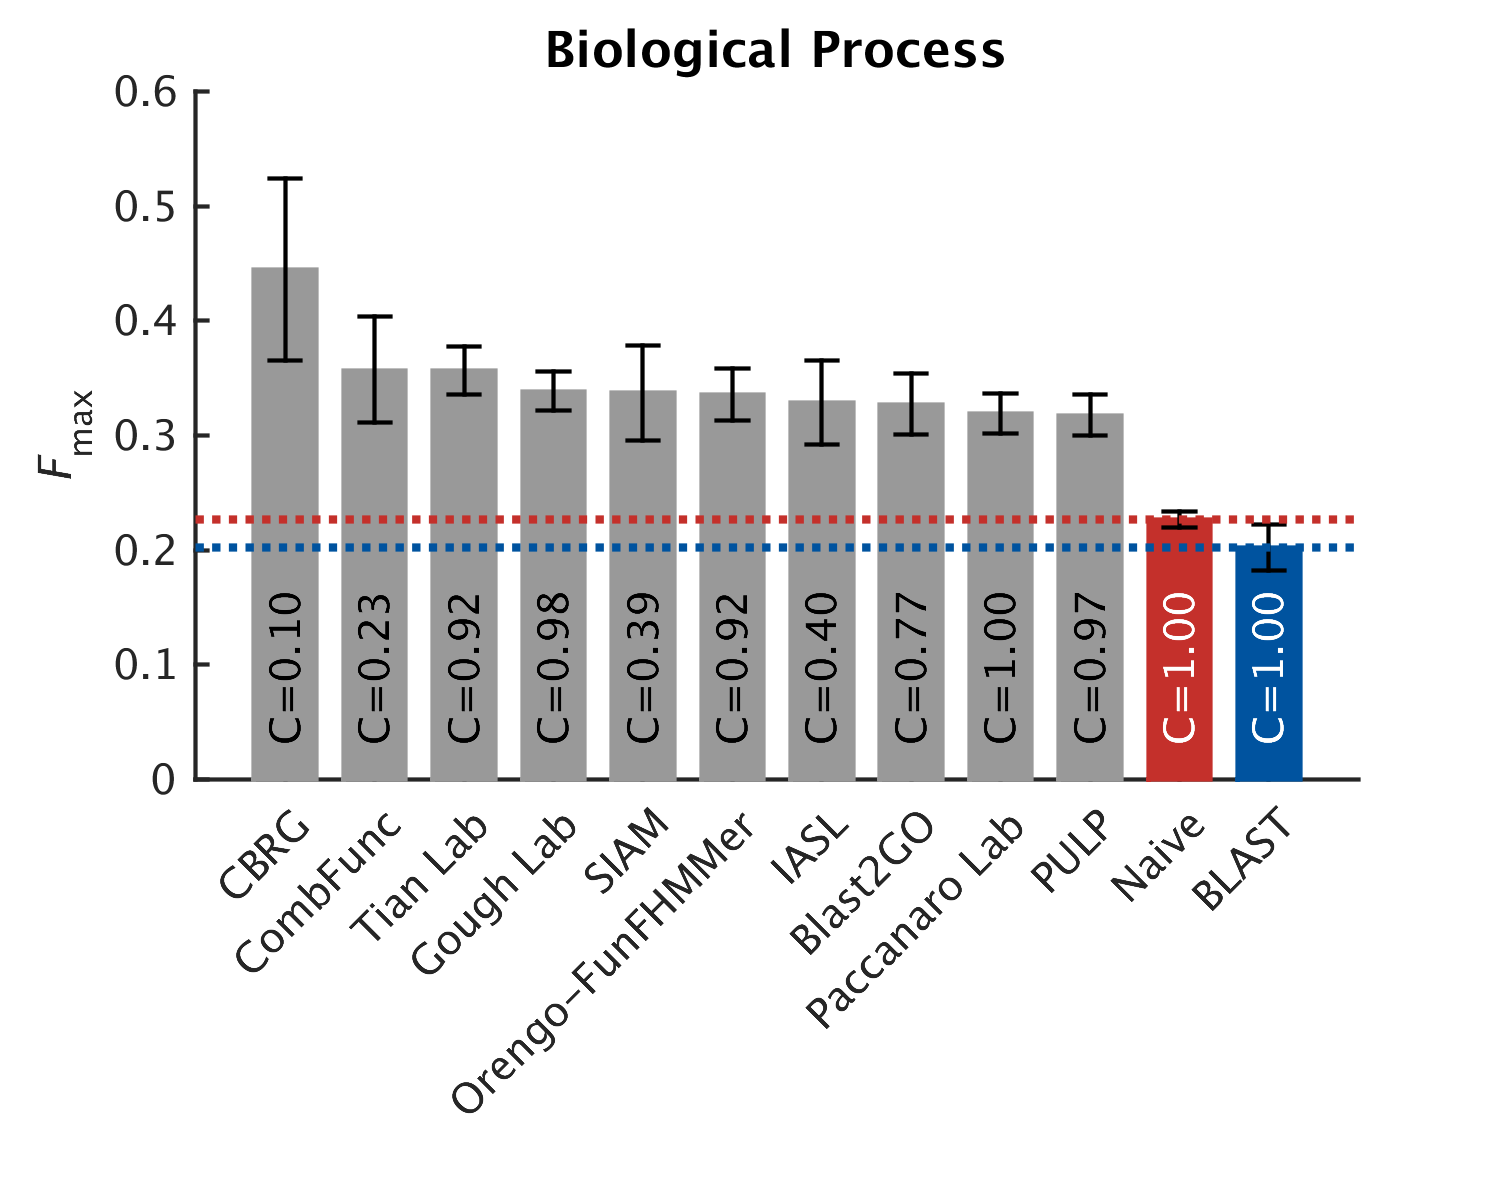 Biological Process
0.6
0.5
0.4
0.3
0.2
0.1
0
Fmax
C=0.10
C=0.23
C=0.92
C=0.98
C=0.39
C=0.92
C=0.40
C=0.77
C=1.00
C=0.97
C=1.00
C=1.00
CBRG
CombFunc
Tian Lab
Gough Lab
SIAM
Orengo-FunFHMMer
IASL
Blast2GO
Paccanaro Lab
PULP
Naive
BLAST